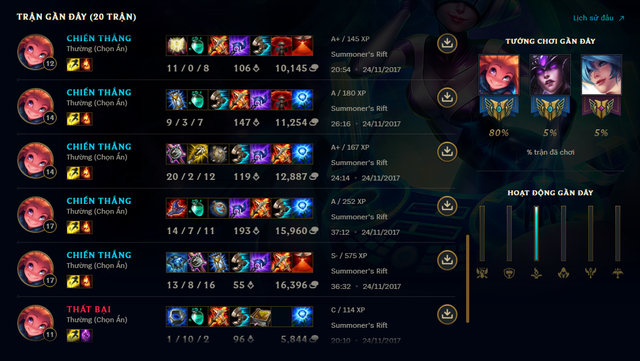 TRẬN GẦN ĐÂY (20 TRẬN)
Lịch sử đấu
12
CHIẾN THẮNG
Thường (Chọn Ẩn)
11 / 0 / 8
106
10,145
A+ / 145 XP
Summoner's Rift
20:54 · 24/11/2017
14
CHIẾN THẮNG
Thường (Chọn Ẩn)
9 / 3 / 7
147
11,254
A / 180 XP
Summoner's Rift
26:16 · 24/11/2017
14
CHIẾN THẮNG
Thường (Chọn Ẩn)
20 / 2 / 12
119
12,887
A+ / 167 XP
Summoner's Rift
24:14 · 24/11/2017
17
CHIẾN THẮNG
Thường (Chọn Ẩn)
14 / 7 / 11
193
15,960
A / 252 XP
Summoner's Rift
37:12 · 24/11/2017
17
CHIẾN THẮNG
Thường (Chọn Ẩn)
13 / 8 / 16
55
16,396
S- / 575 XP
Summoner's Rift
36:32 · 24/11/2017
11
THẤT BẠI
Thường (Chọn Ẩn)
1 / 10 / 2
96
5,844
C / 114 XP
Summoner's Rift
20:10 · 24/11/2017
TƯỚNG CHƠI GẦN ĐÂY
80%
5%
5%
% trận đã chơi
HOẠT ĐỘNG GẦN ĐÂY